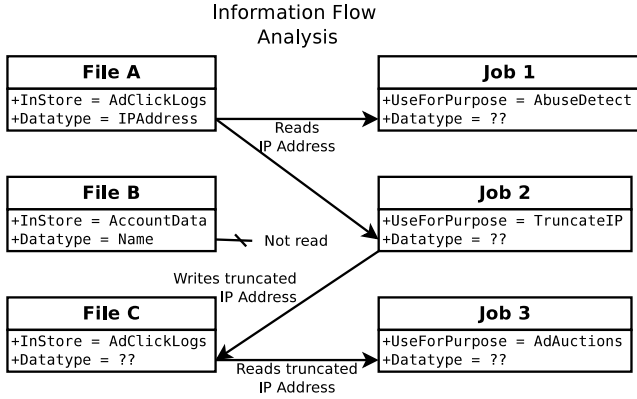 Information Flow
Analysis
File A
+InStore = AdClickLogs
+Datatype = IPAddress
Job 1
+UseForPurpose = AbuseDetect
+Datatype = ??
Reads
IP Address
File B
+InStore = AccountData
+Datatype = Name
Not read
Job 2
+UseForPurpose = TruncateIP
+Datatype = ??
Writes truncated
IP Address
File C
+InStore = AdClickLogs
+Datatype = ??
Job 3
+UseForPurpose = AdAuctions
+Datatype = ??
Reads truncated
IP Address